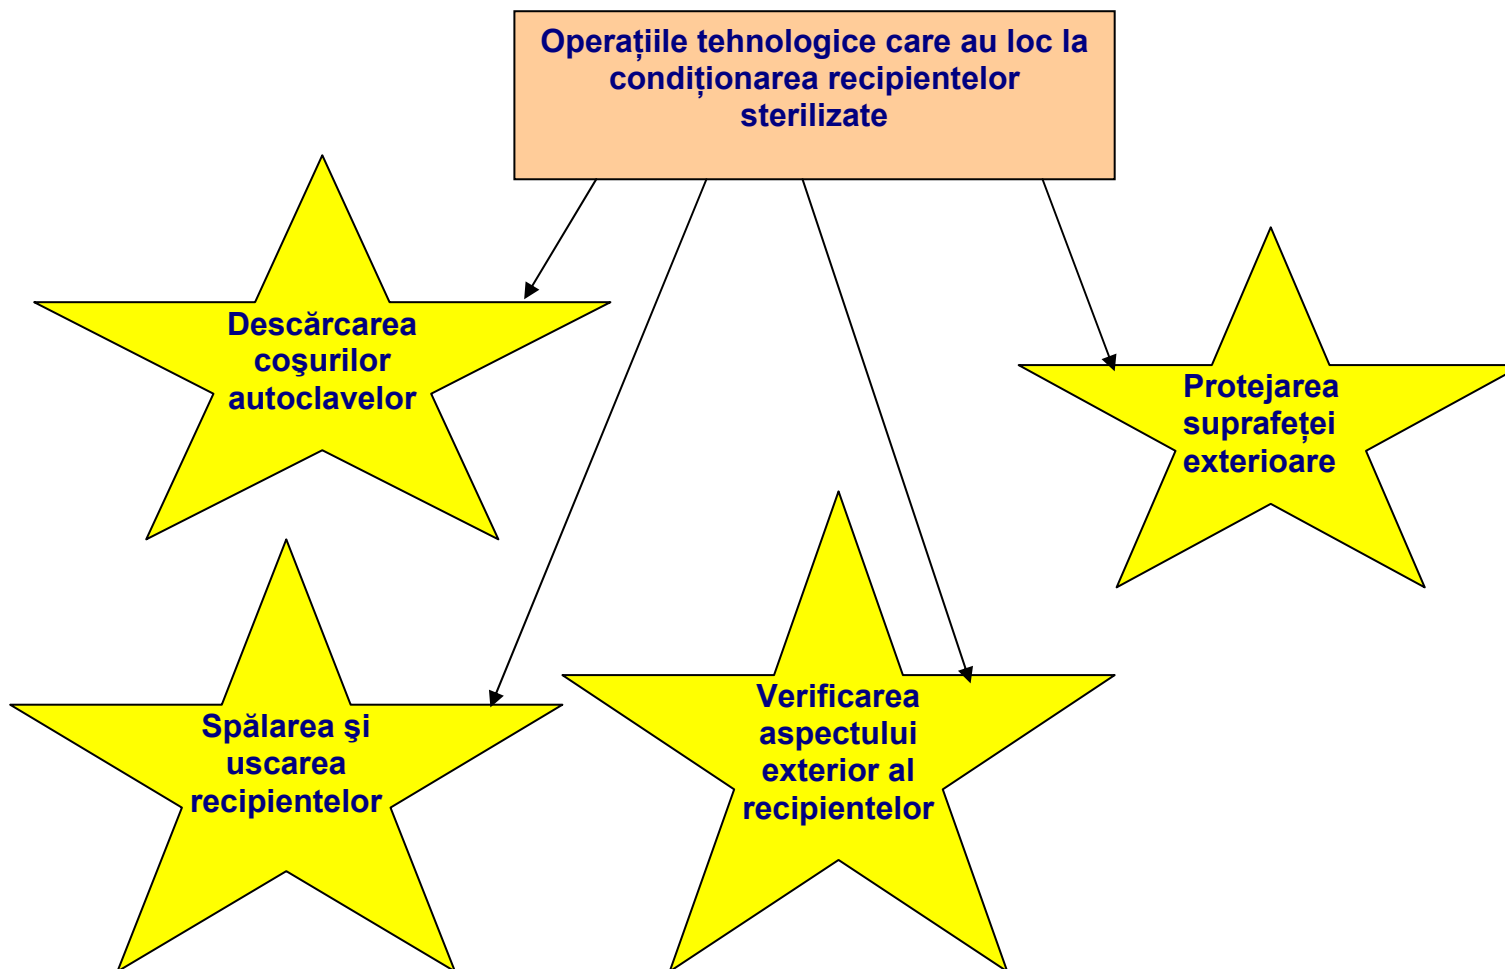 Operațiile tehnologice care au loc la
condiționarea recipientelor
sterilizate
Descărcarea
coşurilor
autoclavelor
Protejarea
suprafeței
exterioare
Spălarea şi
uscarea
recipientelor
Verificarea
aspectului
exterior al
recipientelor